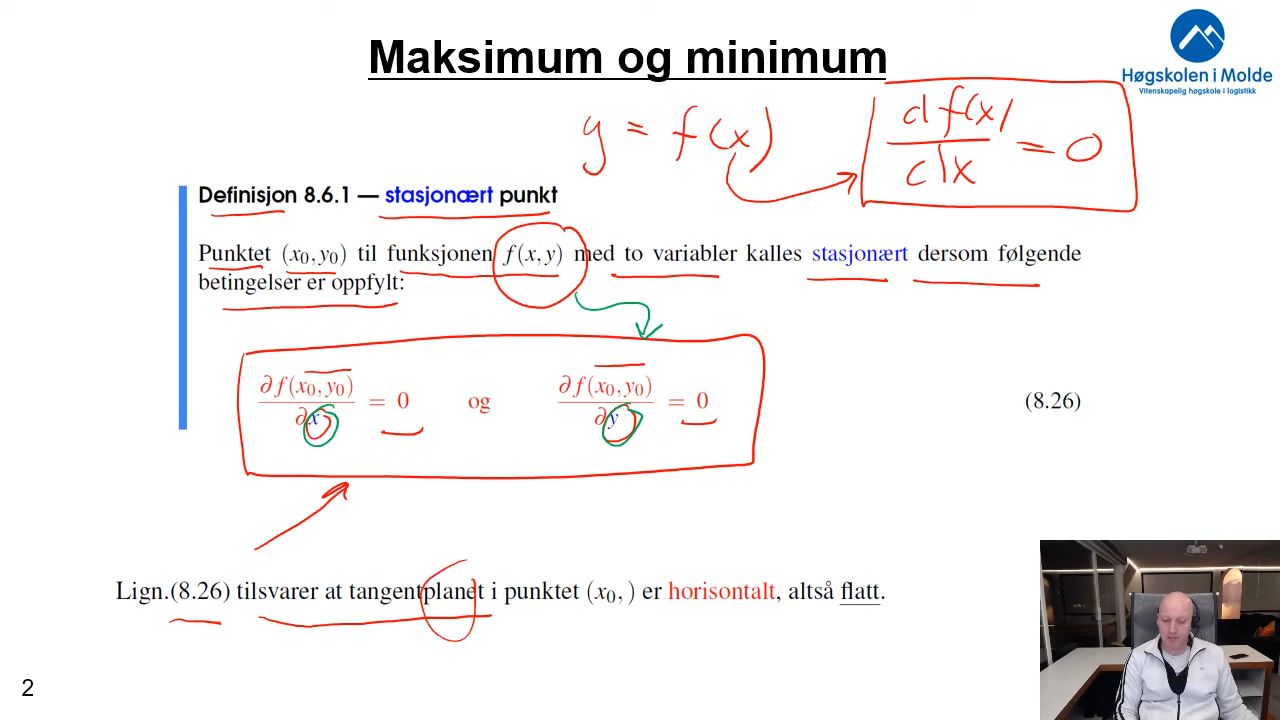 Maksimum og minimum
Høgskolen i Molde
Vitenskapelig høgskole i logistikk
y = f(x)
df(x)/dx = 0
Definisjon 8.6.1 — stasjonært punkt
Punktet (x₀, y₀) til funksjonen f(x, y) med to variabler kalles stasjonært dersom følgende
betingelser er oppfylt:
∂f(x₀, y₀)/∂x = 0 og ∂f(x₀, y₀)/∂y = 0 (8.26)
Lign.(8.26) tilsvarer at tangentplanet i punktet (x₀, ) er horisontalt, altså flatt.
2